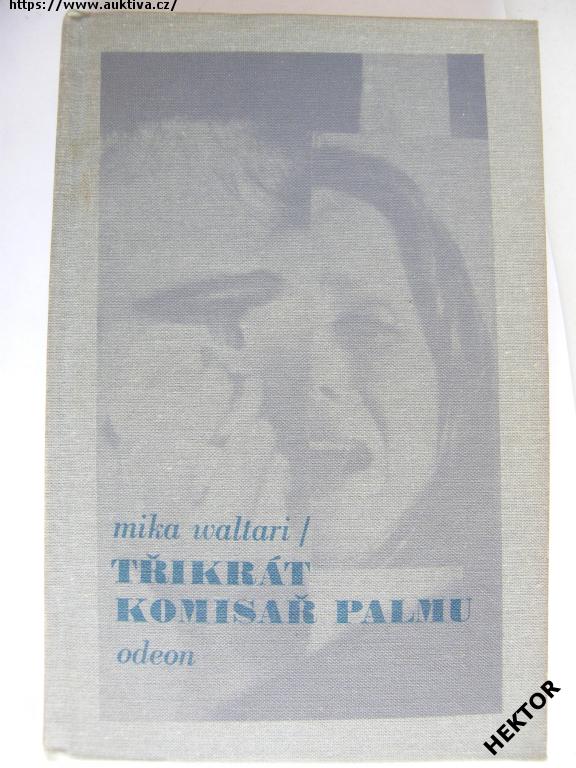 https://www.auktiva.cz/
mika waltari /
TŘIKRÁT
KOMISAŘ PALMU
odeon
HEKTOR